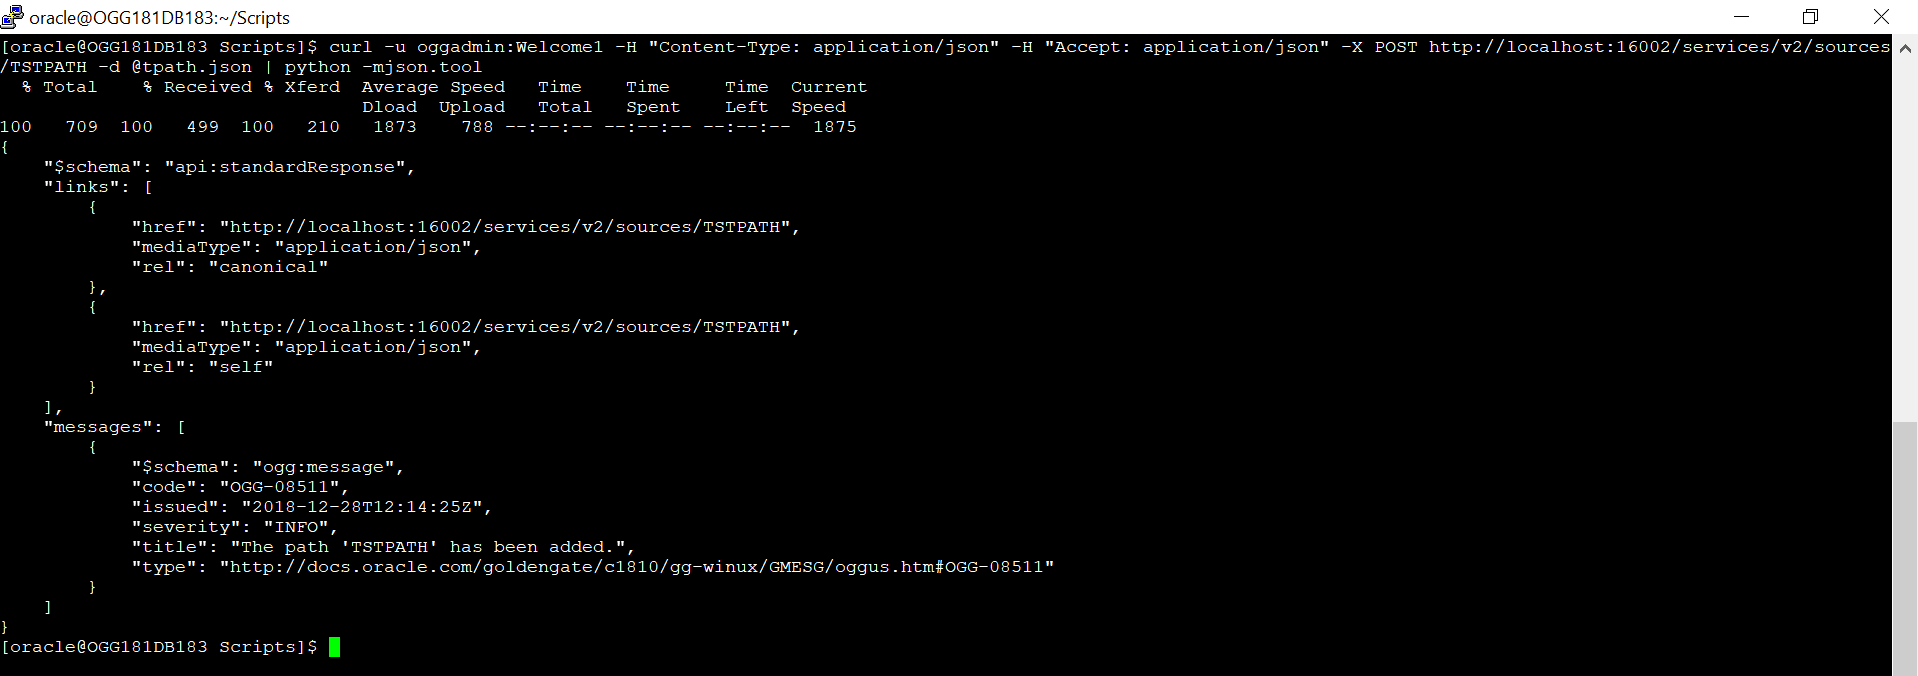 oracle@OGG181DB183:~/Scripts
[oracle@OGG181DB183 Scripts]$ curl -u oggadmin:Welcome1 -H "Content-Type: application/json" -H "Accept: application/json" -X POST http://localhost:16002/services/v2/sources
/TSTPATH -d @tpath.json | python -mjson.tool
  % Total    % Received % Xferd  Average Speed   Time    Time     Time  Current
                                 Dload  Upload   Total   Spent    Left  Speed
100   709  100   499  100   210   1873    788 --:--:-- --:--:-- --:--:--  1875
{
    "$schema": "api:standardResponse",
    "links": [
        {
            "href": "http://localhost:16002/services/v2/sources/TSTPATH",
            "mediaType": "application/json",
            "rel": "canonical"
        },
        {
            "href": "http://localhost:16002/services/v2/sources/TSTPATH",
            "mediaType": "application/json",
            "rel": "self"
        }
    ],
    "messages": [
        {
            "$schema": "ogg:message",
            "code": "OGG-08511",
            "issued": "2018-12-28T12:14:25Z",
            "severity": "INFO",
            "title": "The path 'TSTPATH' has been added.",
            "type": "http://docs.oracle.com/goldengate/c1810/gg-winux/GMESG/oggus.htm#OGG-08511"
        }
    ]
}
[oracle@OGG181DB183 Scripts]$